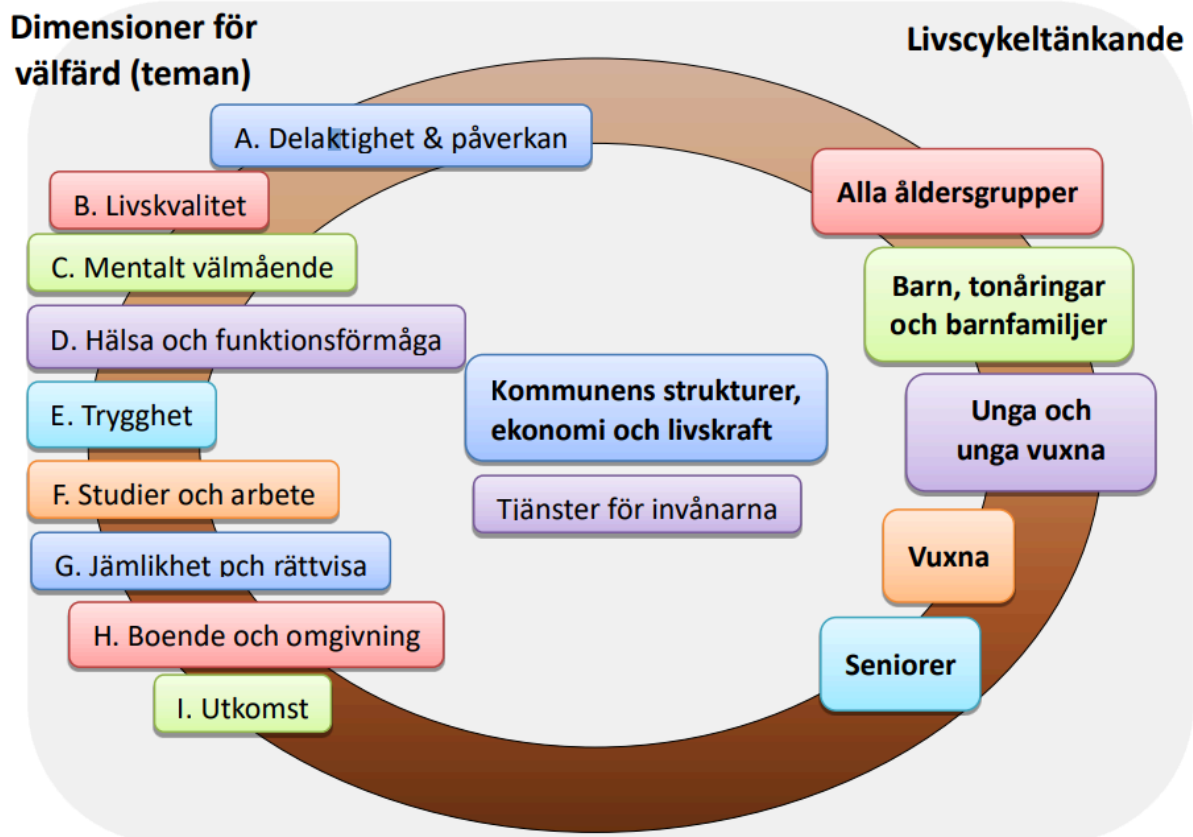 Dimensioner för
välfärd (teman)
Livscykeltänkande
A. Delaktighet & påverkan
B. Livskvalitet
C. Mentalt välmående
D. Hälsa och funktionsförmåga
E. Trygghet
F. Studier och arbete
G. Jämlikhet pch rättvisa
H. Boende och omgivning
I. Utkomst
Kommunens strukturer,
ekonomi och livskraft
Tjänster för invånarna
Alla åldersgrupper
Barn, tonåringar
och barnfamiljer
Unga och
unga vuxna
Vuxna
Seniorer